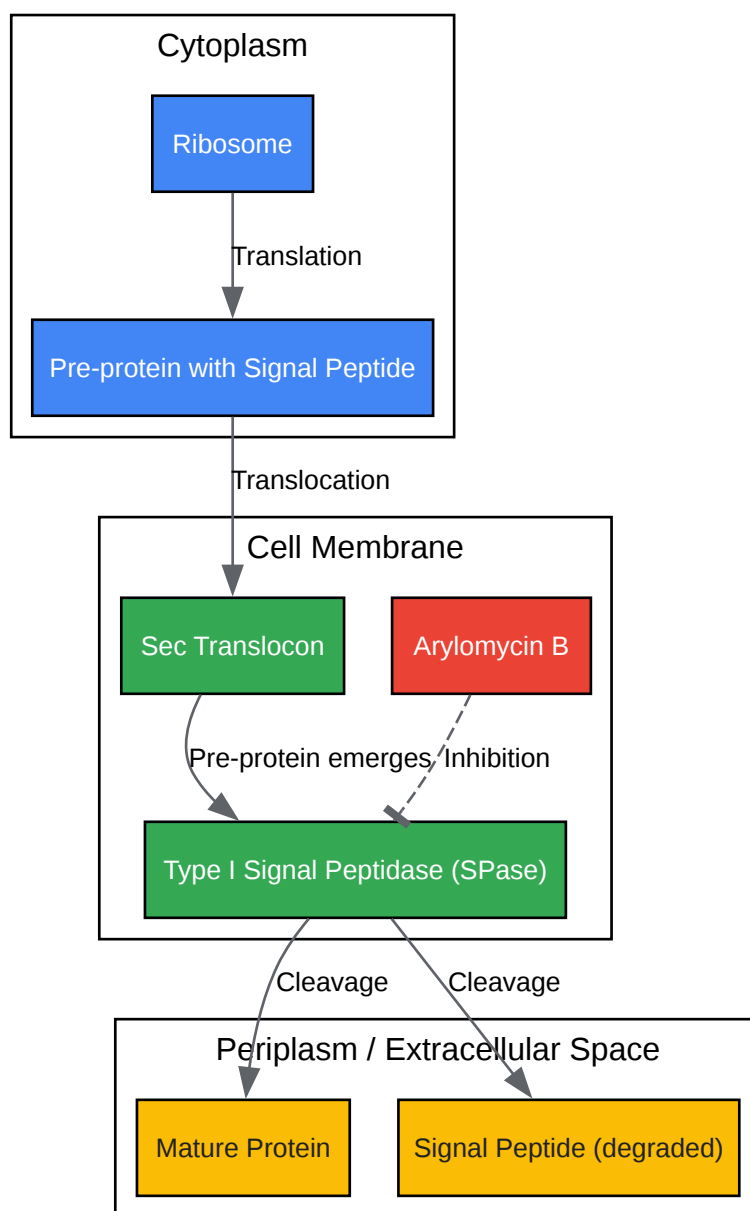 Cytoplasm
Ribosome
Translation
Pre-protein with Signal Peptide
Translocation
Cell Membrane
Sec Translocon
Arylomycin B
Pre-protein emerges
Inhibition
Type I Signal Peptidase (SPase)
Cleavage
Cleavage
Periplasm / Extracellular Space
Mature Protein
Signal Peptide (degraded)